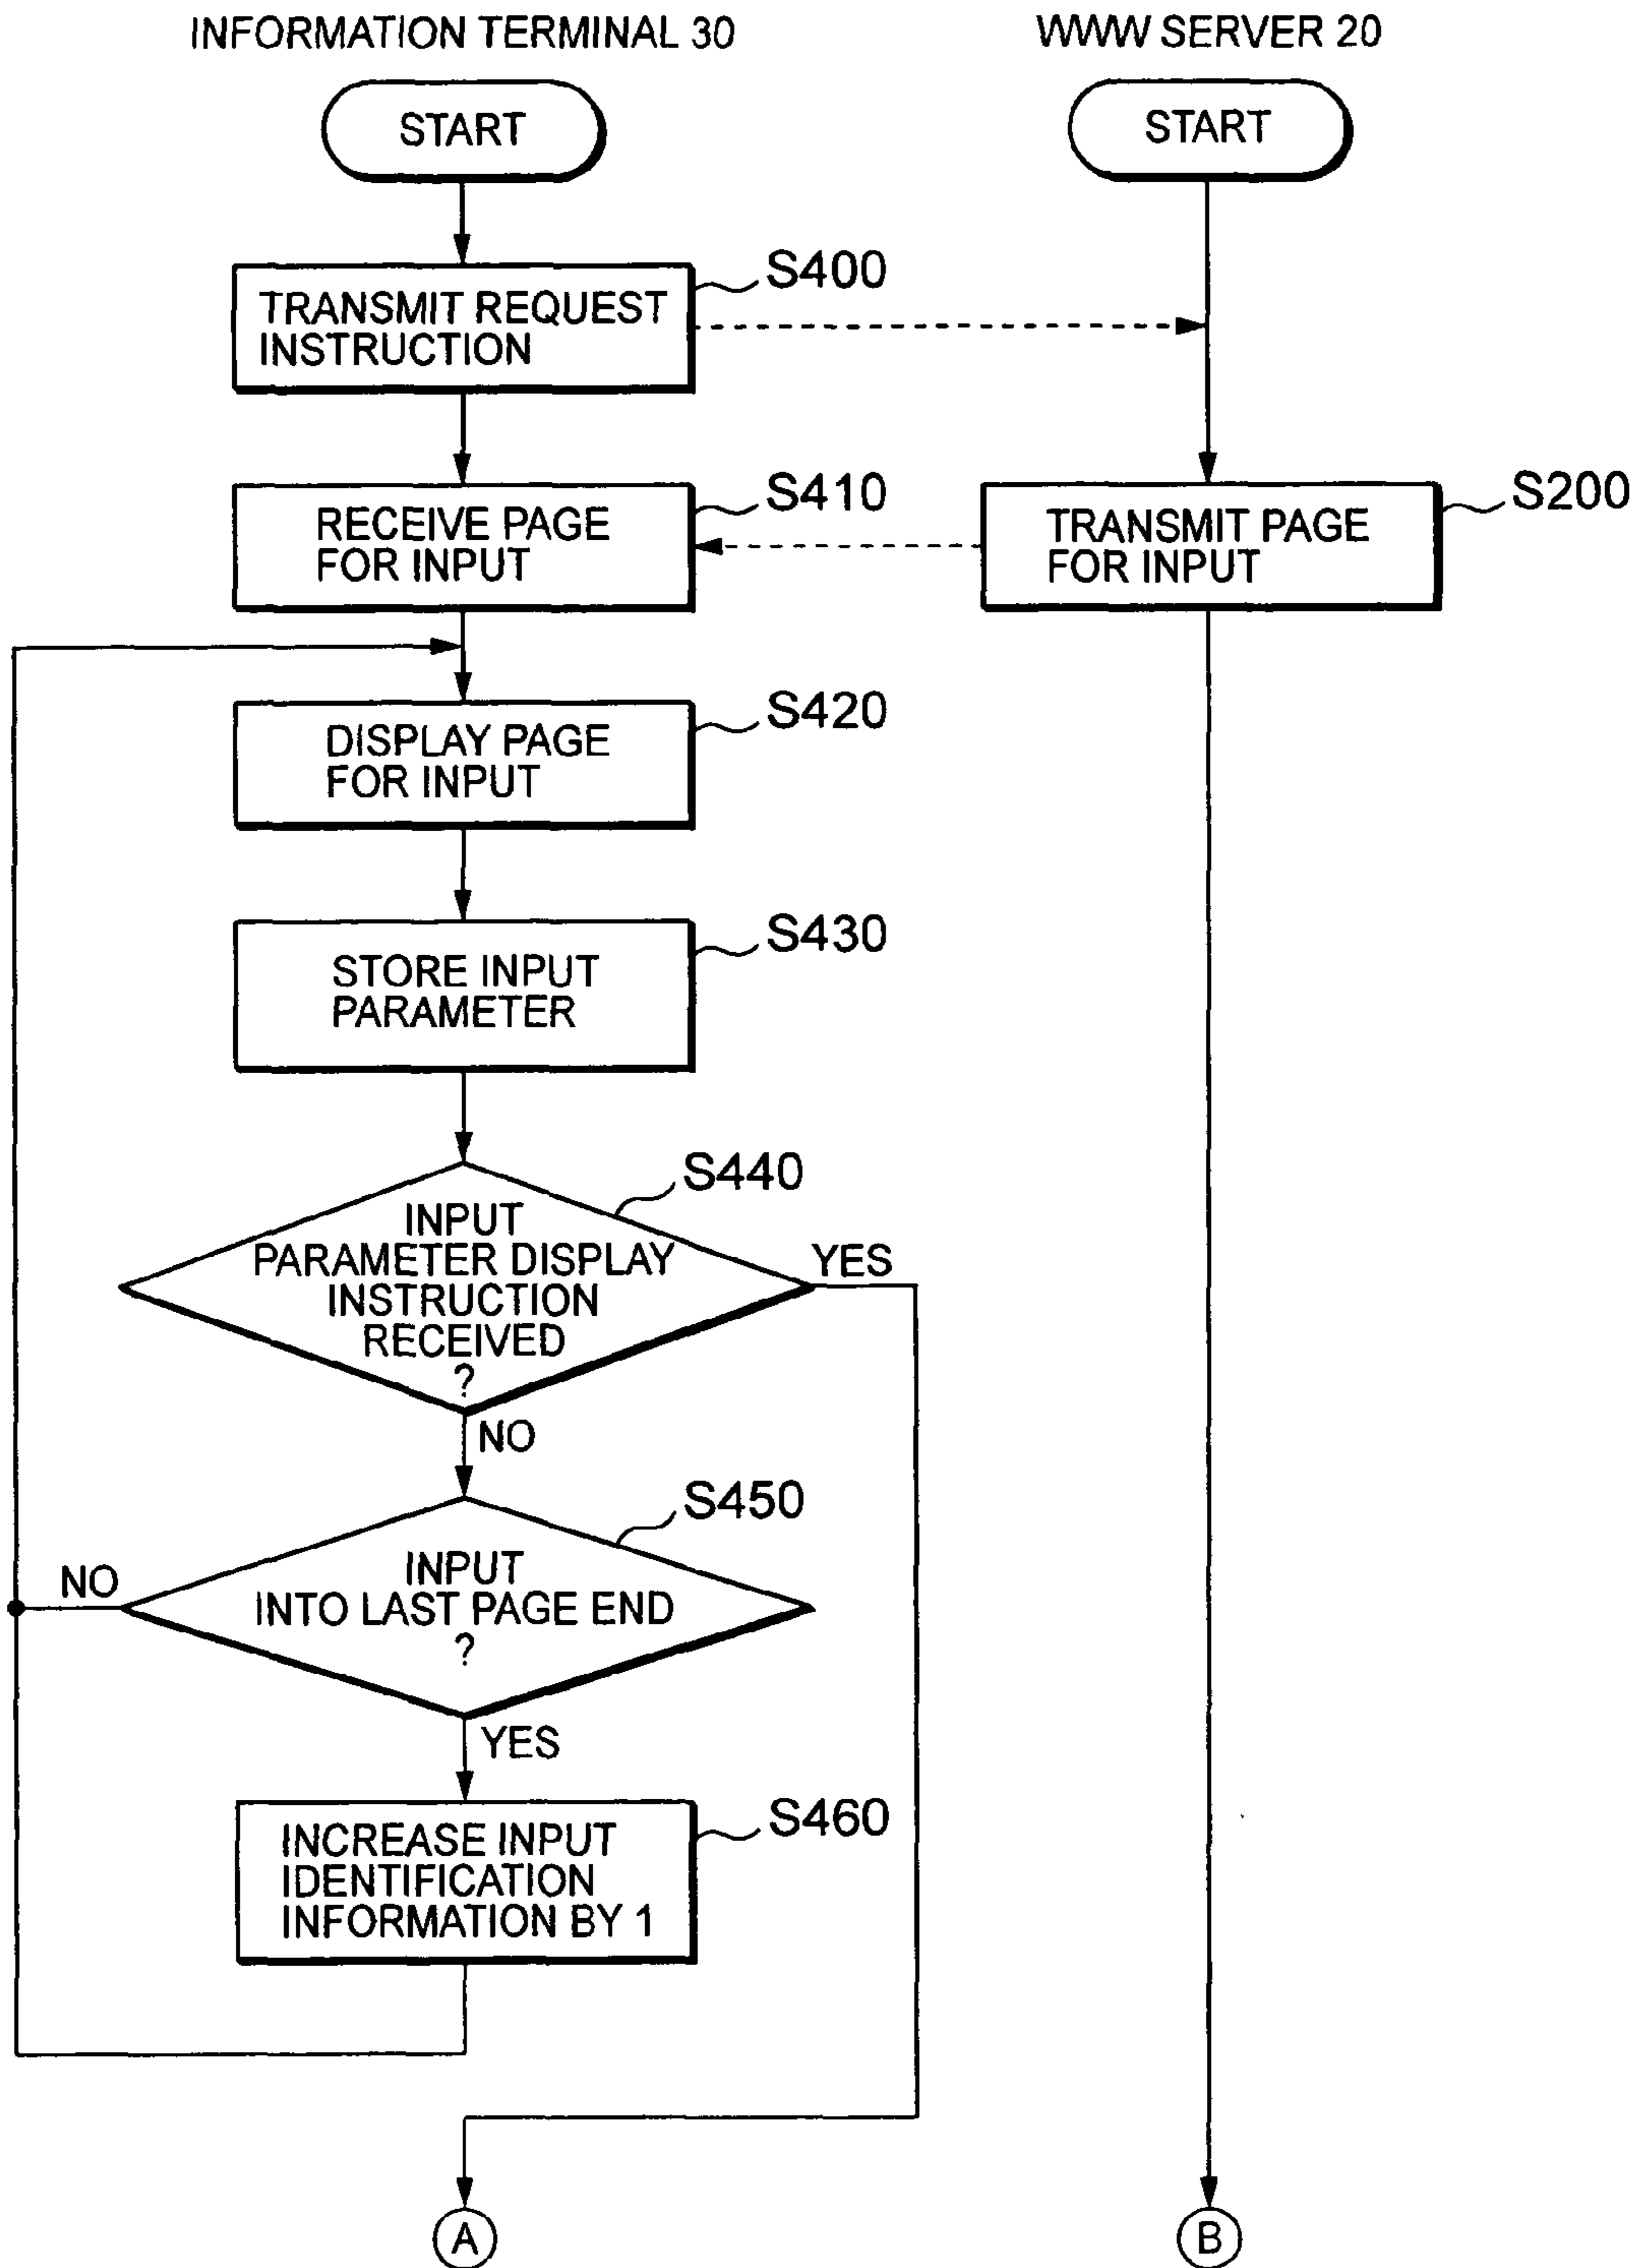 INFORMATION TERMINAL 30
WWW SERVER 20
START
START
S400
TRANSMIT REQUEST
INSTRUCTION
S410
RECEIVE PAGE
FOR INPUT
S200
TRANSMIT PAGE
FOR INPUT
S420
DISPLAY PAGE
FOR INPUT
S430
STORE INPUT
PARAMETER
S440
INPUT
PARAMETER DISPLAY
INSTRUCTION
RECEIVED
?
YES
NO
S450
INPUT
INTO LAST PAGE END
?
NO
YES
S460
INCREASE INPUT
IDENTIFICATION
INFORMATION BY 1
A
B